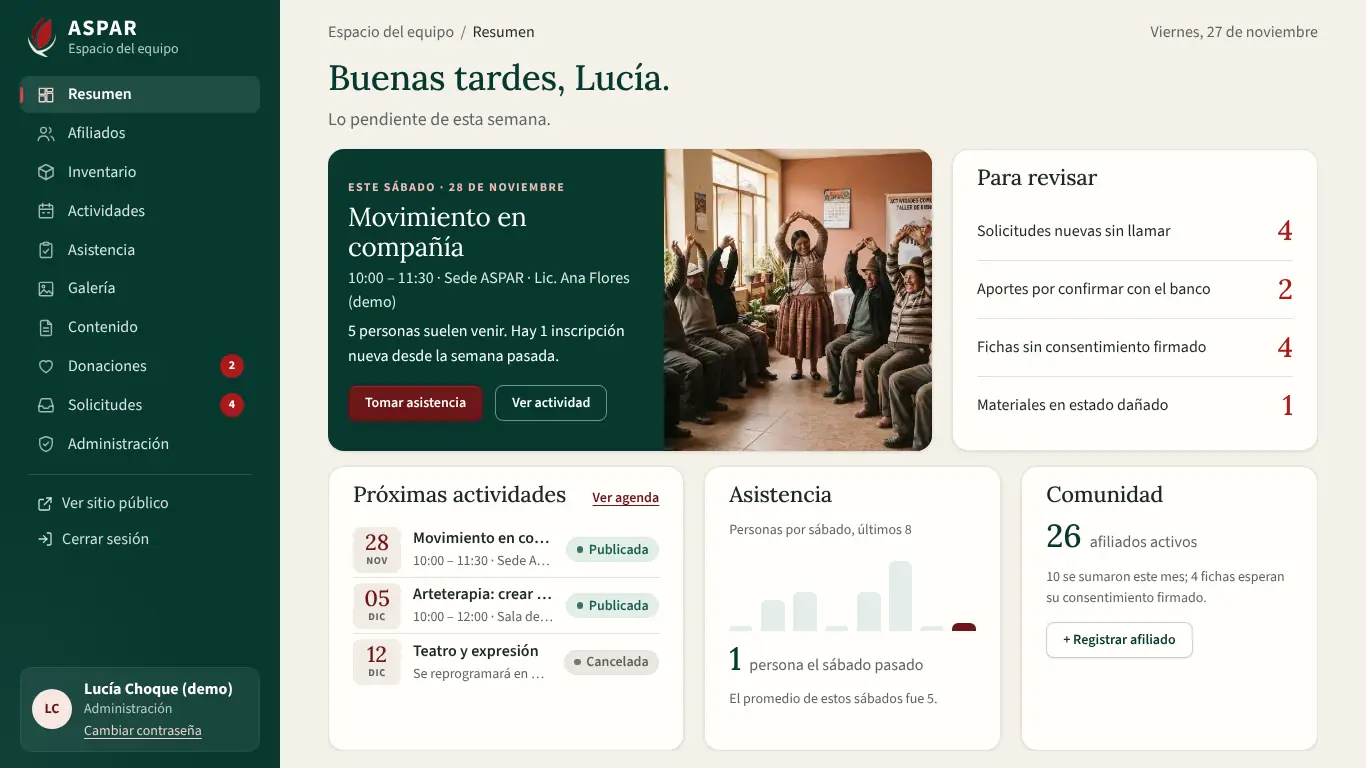 ASPAR
Espacio del equipo
Resumen
Afiliados
Inventario
Actividades
Asistencia
Galería
Contenido
Donaciones 2
Solicitudes 4
Administración
Ver sitio público
Cerrar sesión
LC
Lucía Choque (demo)
Administración
Cambiar contraseña
Espacio del equipo / Resumen
Viernes, 27 de noviembre
Buenas tardes, Lucía.
Lo pendiente de esta semana.
ESTE SÁBADO · 28 DE NOVIEMBRE
Movimiento en
compañía
10:00 – 11:30 · Sede ASPAR · Lic. Ana Flores
(demo)
5 personas suelen venir. Hay 1 inscripción
nueva desde la semana pasada.
Tomar asistencia
Ver actividad
Para revisar
Solicitudes nuevas sin llamar 4
Aportes por confirmar con el banco 2
Fichas sin consentimiento firmado 4
Materiales en estado dañado 1
Próximas actividades
Ver agenda
28 NOV
Movimiento en co…
10:00 – 11:30 · Sede A…
Publicada
05 DIC
Arteterapia: crear …
10:00 – 12:00 · Sala de…
Publicada
12 DIC
Teatro y expresión
Se reprogramará en …
Cancelada
Asistencia
Personas por sábado, últimos 8
1 persona el sábado pasado
El promedio de estos sábados fue 5.
Comunidad
26 afiliados activos
10 se sumaron este mes; 4 fichas esperan
su consentimiento firmado.
+ Registrar afiliado